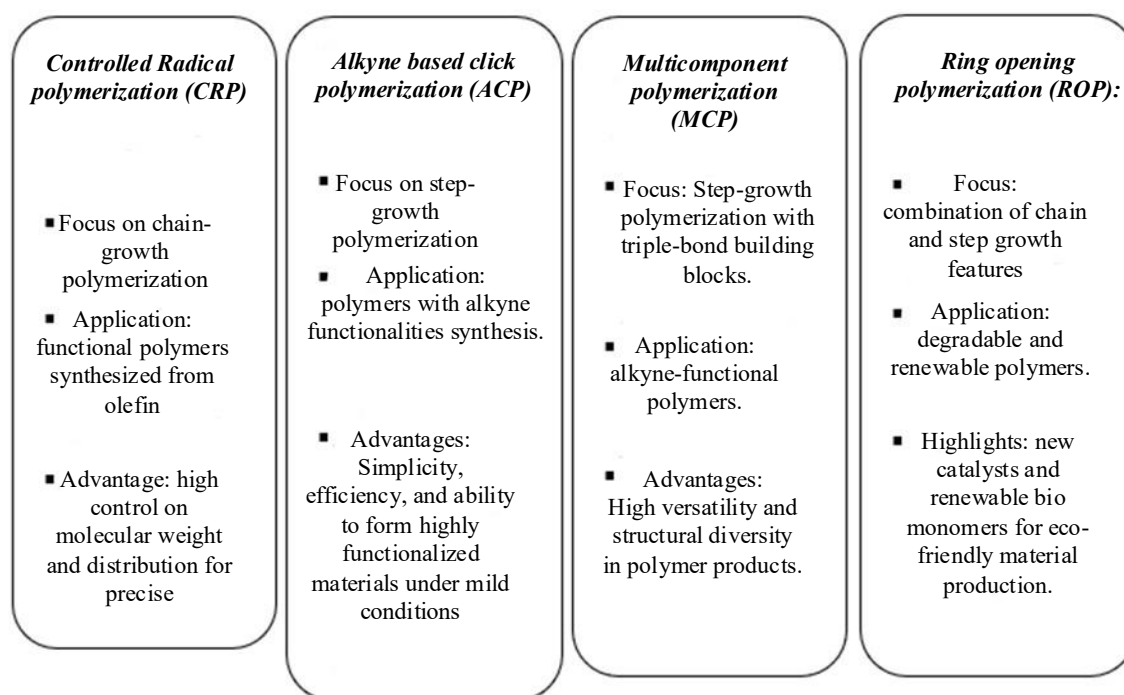 Controlled Radical
polymerization (CRP)
▪ Focus on chain-
growth
polymerization
▪ Application:
functional polymers
synthesized from
olefin
▪ Advantage: high
control on
molecular weight
and distribution for
precise
Alkyne based click
polymerization (ACP)
▪ Focus on step-
growth
polymerization
▪ Application:
polymers with alkyne
functionalities synthesis.
▪ Advantages:
Simplicity,
efficiency, and ability
to form highly
functionalized
materials under mild
conditions
Multicomponent
polymerization
(MCP)
▪ Focus: Step-growth
polymerization with
triple-bond building
blocks.
▪ Application:
alkyne-functional
polymers.
▪ Advantages:
High versatility and
structural diversity
in polymer products.
Ring opening
polymerization (ROP):
▪ Focus:
combination of chain
and step growth
features
▪ Application:
degradable and
renewable polymers.
▪ Highlights: new
catalysts and
renewable bio
monomers for eco-
friendly material
production.